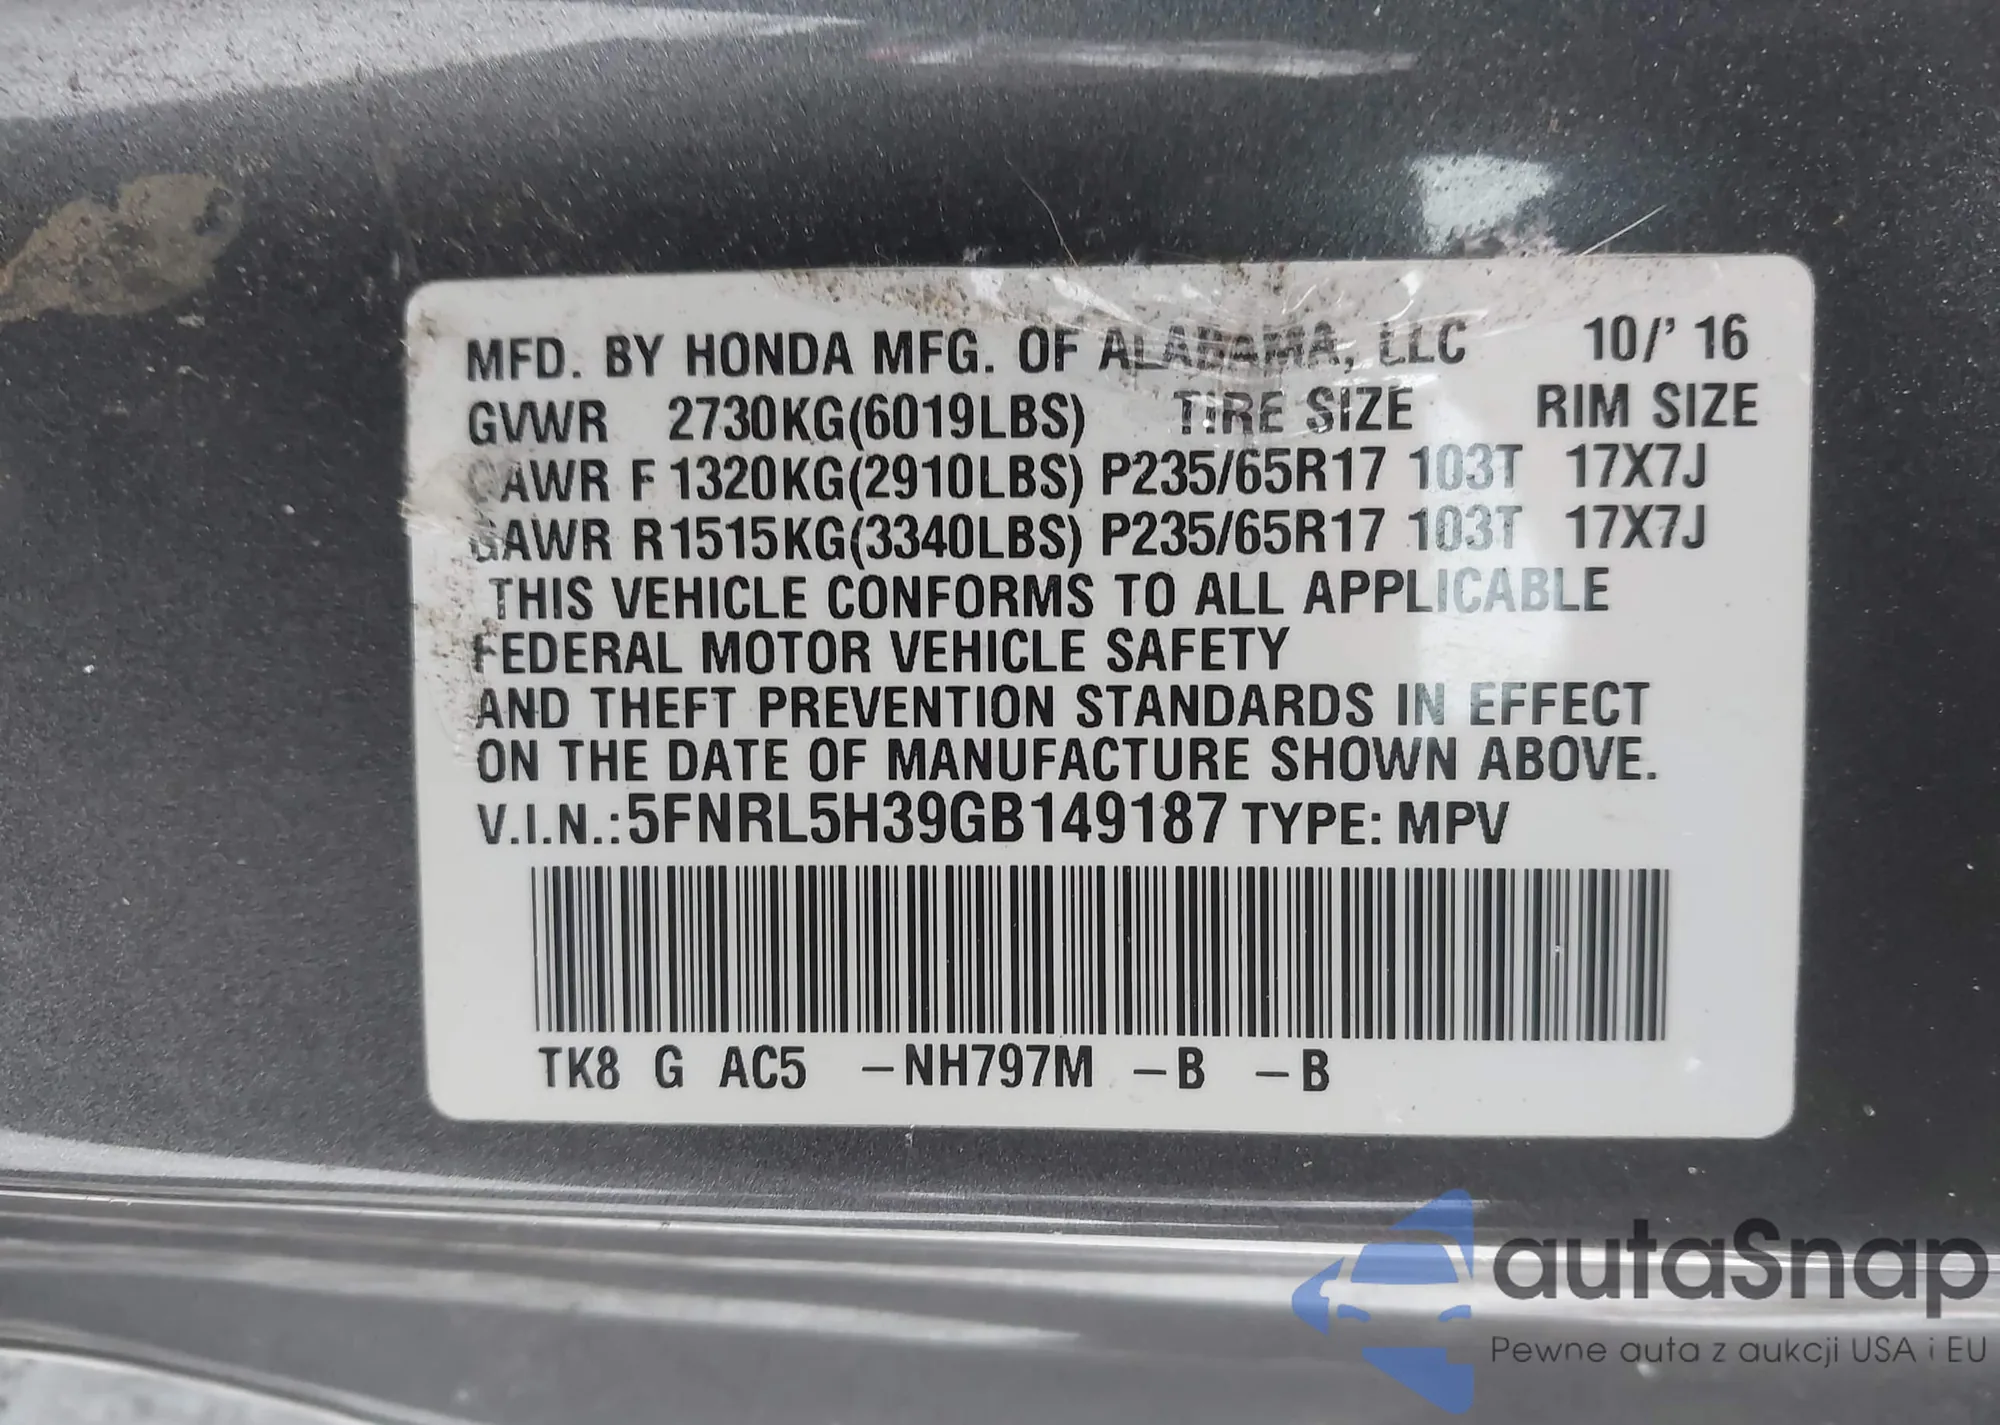 MFD. BY HONDA MFG. OF ALABAMA, LLC 10/' 16
GVWR 2730KG(6019LBS) TIRE SIZE RIM SIZE
GAWR F 1320KG(2910LBS) P235/65R17 103T 17X7J
GAWR R1515KG(3340LBS) P235/65R17 103T 17X7J
THIS VEHICLE CONFORMS TO ALL APPLICABLE
FEDERAL MOTOR VEHICLE SAFETY
AND THEFT PREVENTION STANDARDS IN EFFECT
ON THE DATE OF MANUFACTURE SHOWN ABOVE.
V.I.N.:5FNRL5H39GB149187 TYPE: MPV
TK8 G AC5 -NH797M -B -B
autaSnap
Pewne auta z aukcji USA i EU